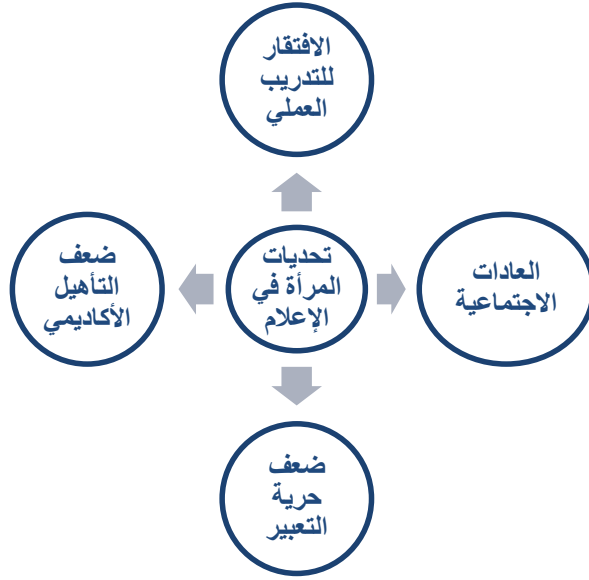 الافتقار
للتدريب
العملي
العادات
الاجتماعية
تحديات
المرأة في
الإعلام
ضعف
التأهيل
الأكاديمي
ضعف
حرية
التعبير